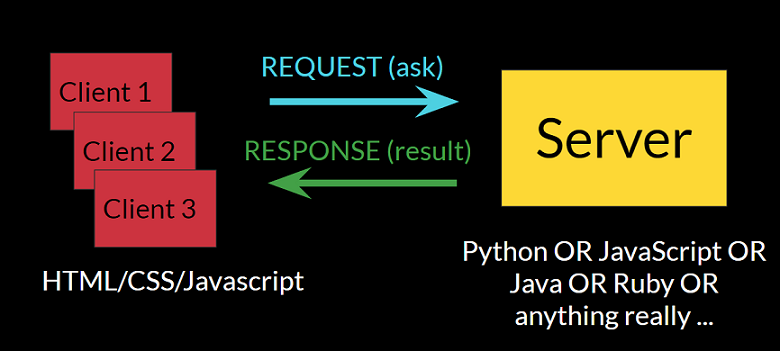 REQUEST (ask)
Client 1
Client 2
Client 3
RESPONSE (result)
Server
HTML/CSS/Javascript
Python OR JavaScript OR
Java OR Ruby OR
anything really ...